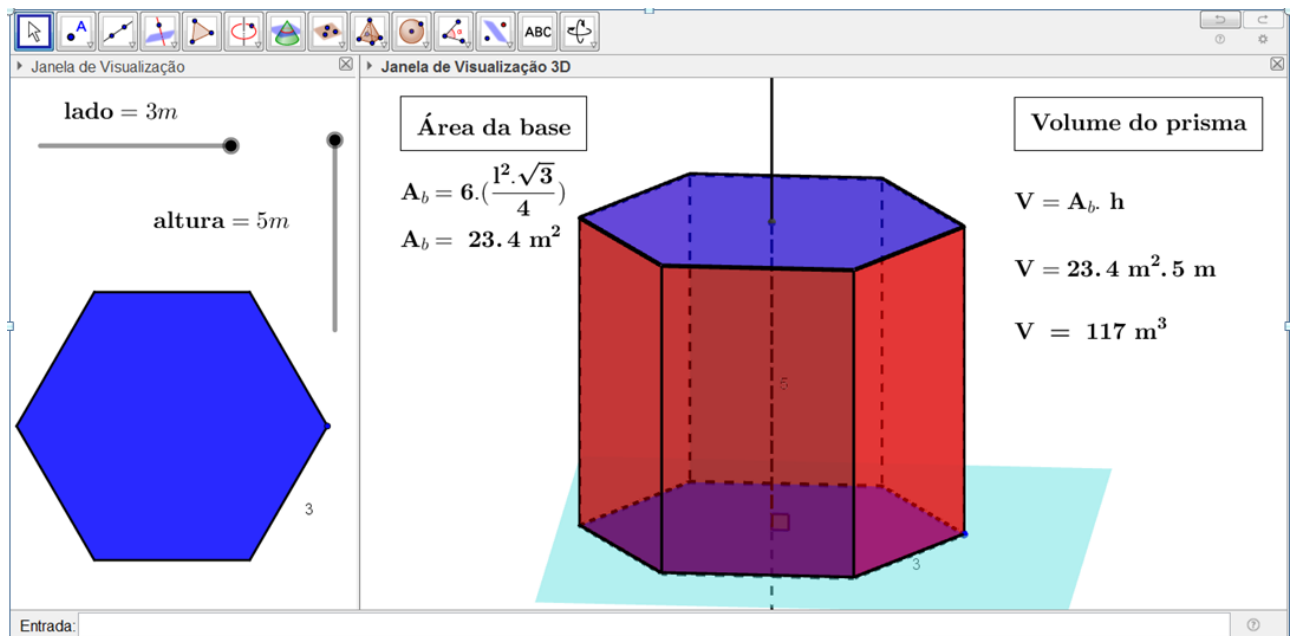 ABC
Janela de Visualização
Janela de Visualização 3D
lado = 3m
altura = 5m
3
Área da base
A_b = 6.(l².√3/4)
A_b = 23.4 m²
5
3
Volume do prisma
V = A_b. h
V = 23.4 m².5 m
V = 117 m³
Entrada: